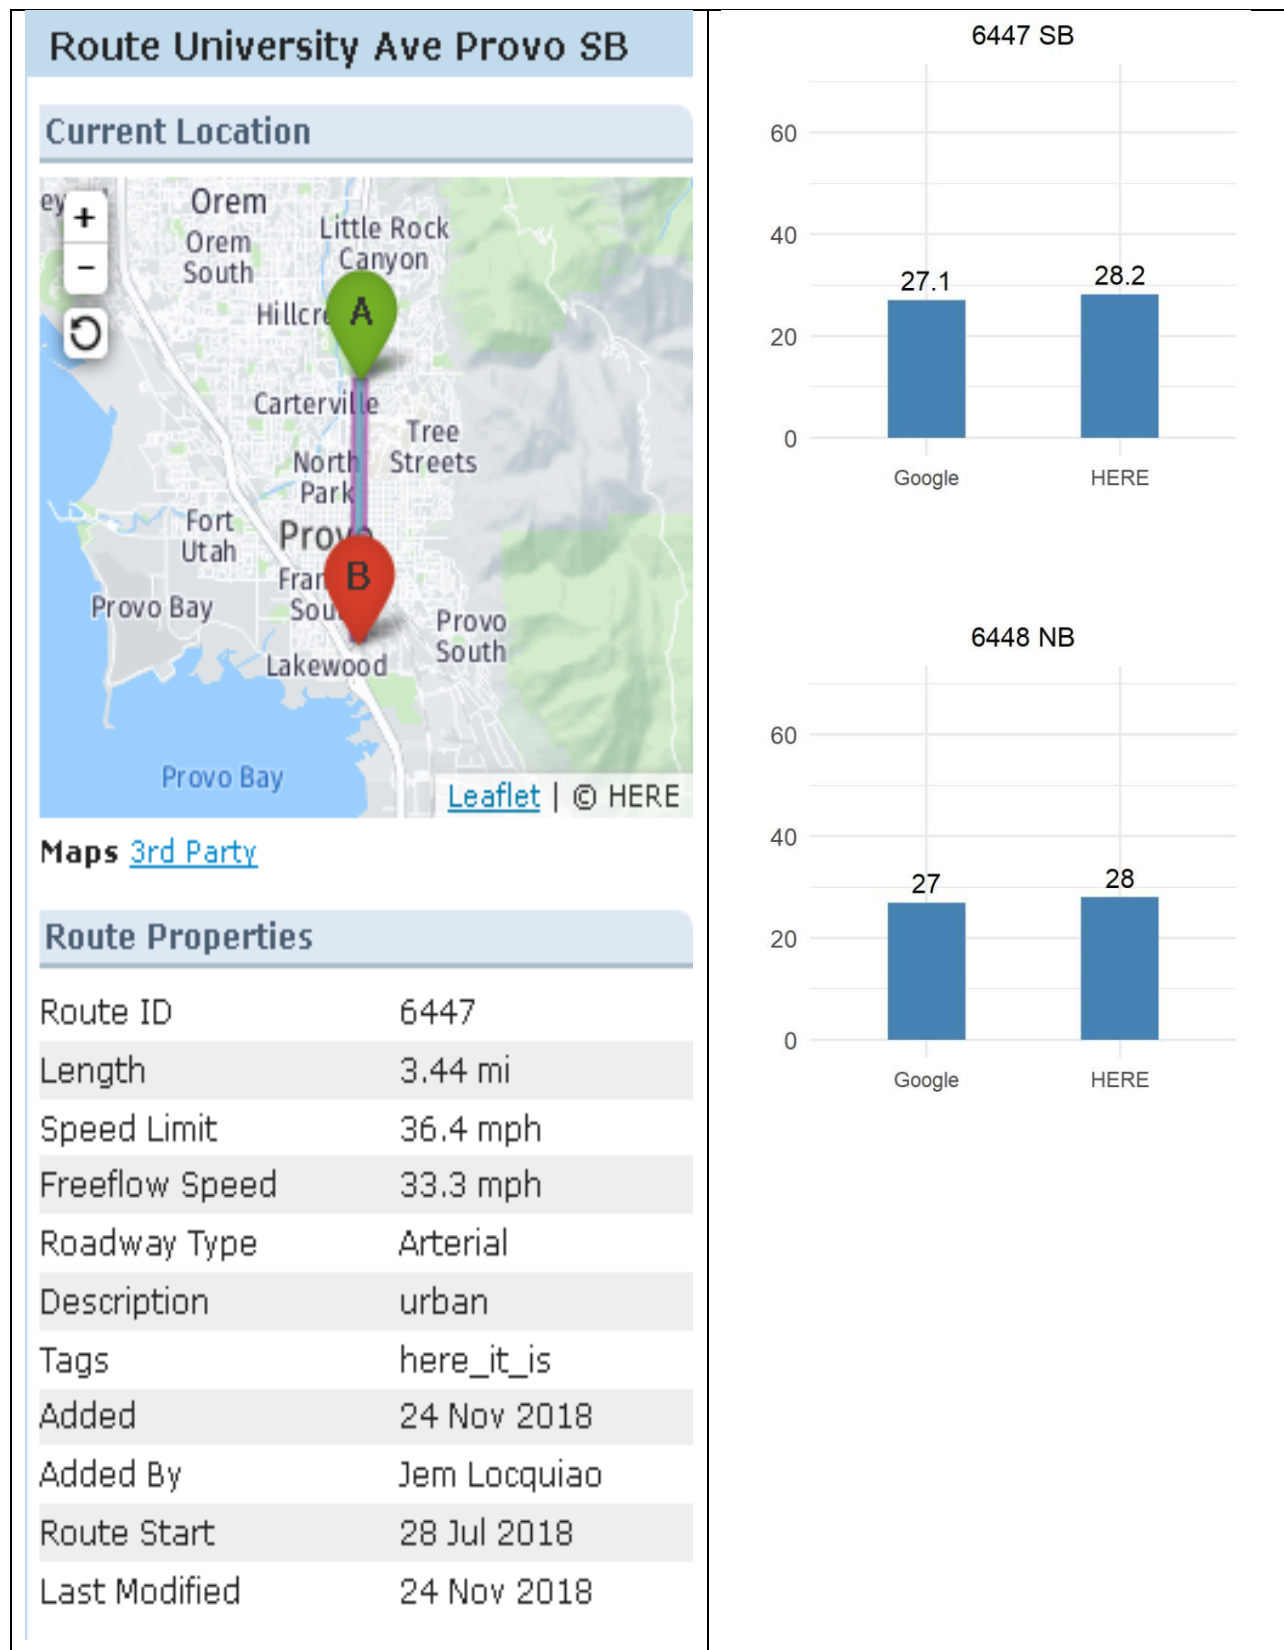 Route University Ave Provo SB
Current Location
Orem
Orem
South
Little Rock
Canyon
+
−
A
Carterville
Tree
Streets
North
Park
Fort
Utah
B
Provo Bay
Provo
South
Lakewood
Provo Bay
Leaflet | © HERE
Maps 3rd Party
Route Properties
Route ID 6447
Length 3.44 mi
Speed Limit 36.4 mph
Freeflow Speed 33.3 mph
Roadway Type Arterial
Description urban
Tags here_it_is
Added 24 Nov 2018
Added By Jem Locquiao
Route Start 28 Jul 2018
Last Modified 24 Nov 2018
6447 SB
60
40
20
0
27.1
28.2
Google HERE
6448 NB
60
40
20
0
27
28
Google HERE